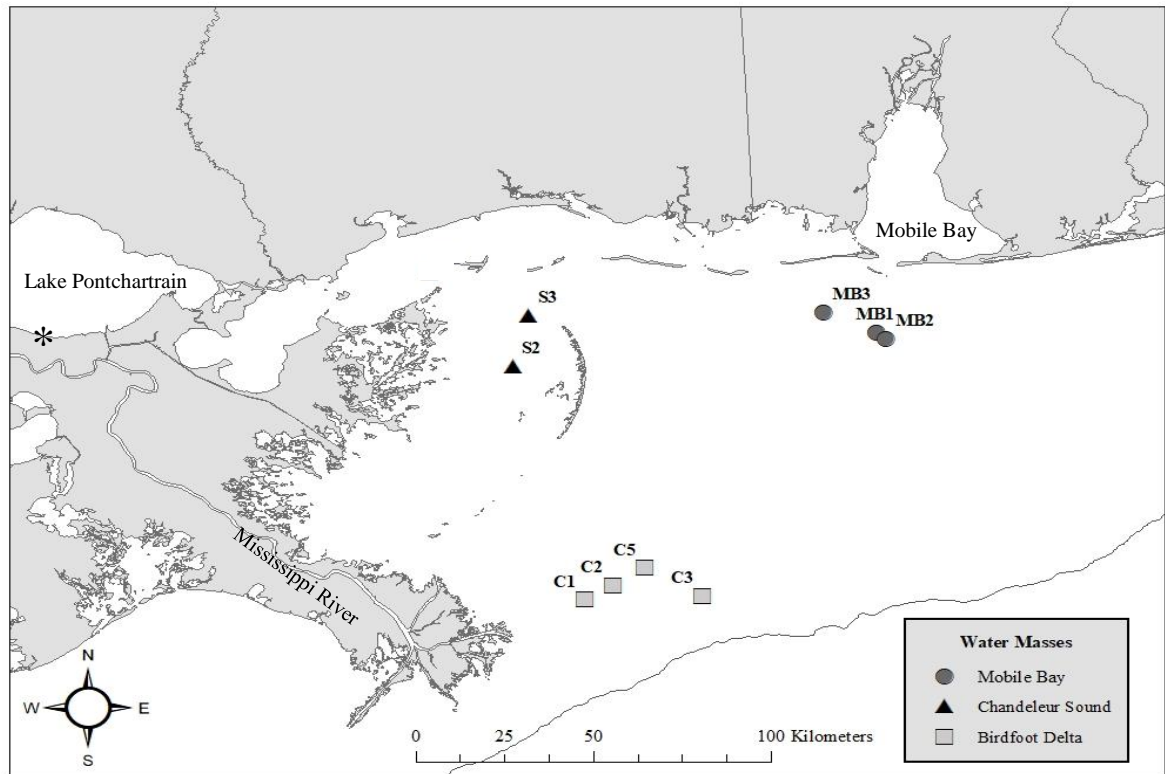 Mobile Bay
Lake Pontchartrain
*
S3
S2
MB3
MB1
MB2
Mississippi River
C5
C2
C1
C3
N
W
E
S
0 25 50 100 Kilometers
Water Masses
Mobile Bay
Chandeleur Sound
Birdfoot Delta